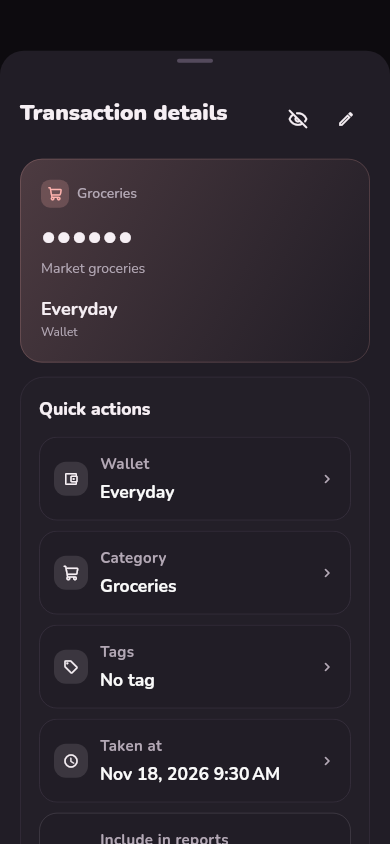 Transaction details
Groceries
●●●●●●
Market groceries
Everyday
Wallet
Quick actions
Wallet
Everyday
Category
Groceries
Tags
No tag
Taken at
Nov 18, 2026 9:30 AM
Include in reports